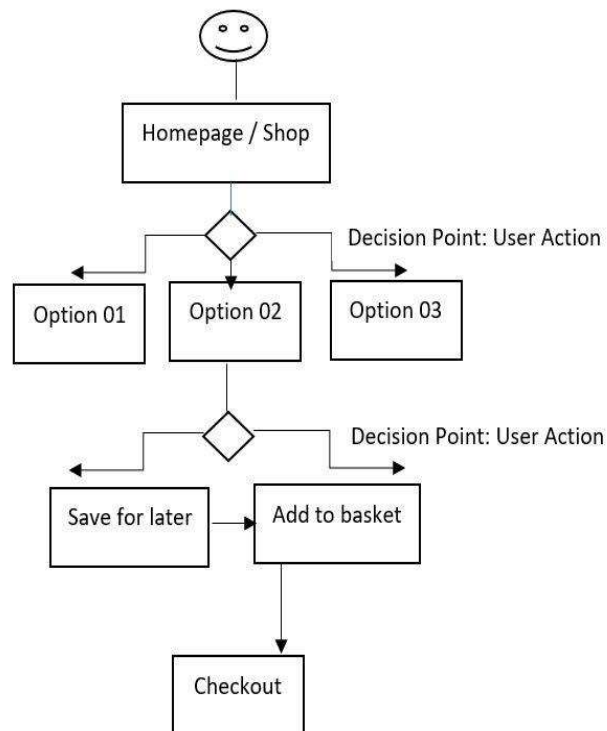 Homepage / Shop
Decision Point: User Action
Option 01
Option 02
Option 03
Decision Point: User Action
Save for later
Add to basket
Checkout